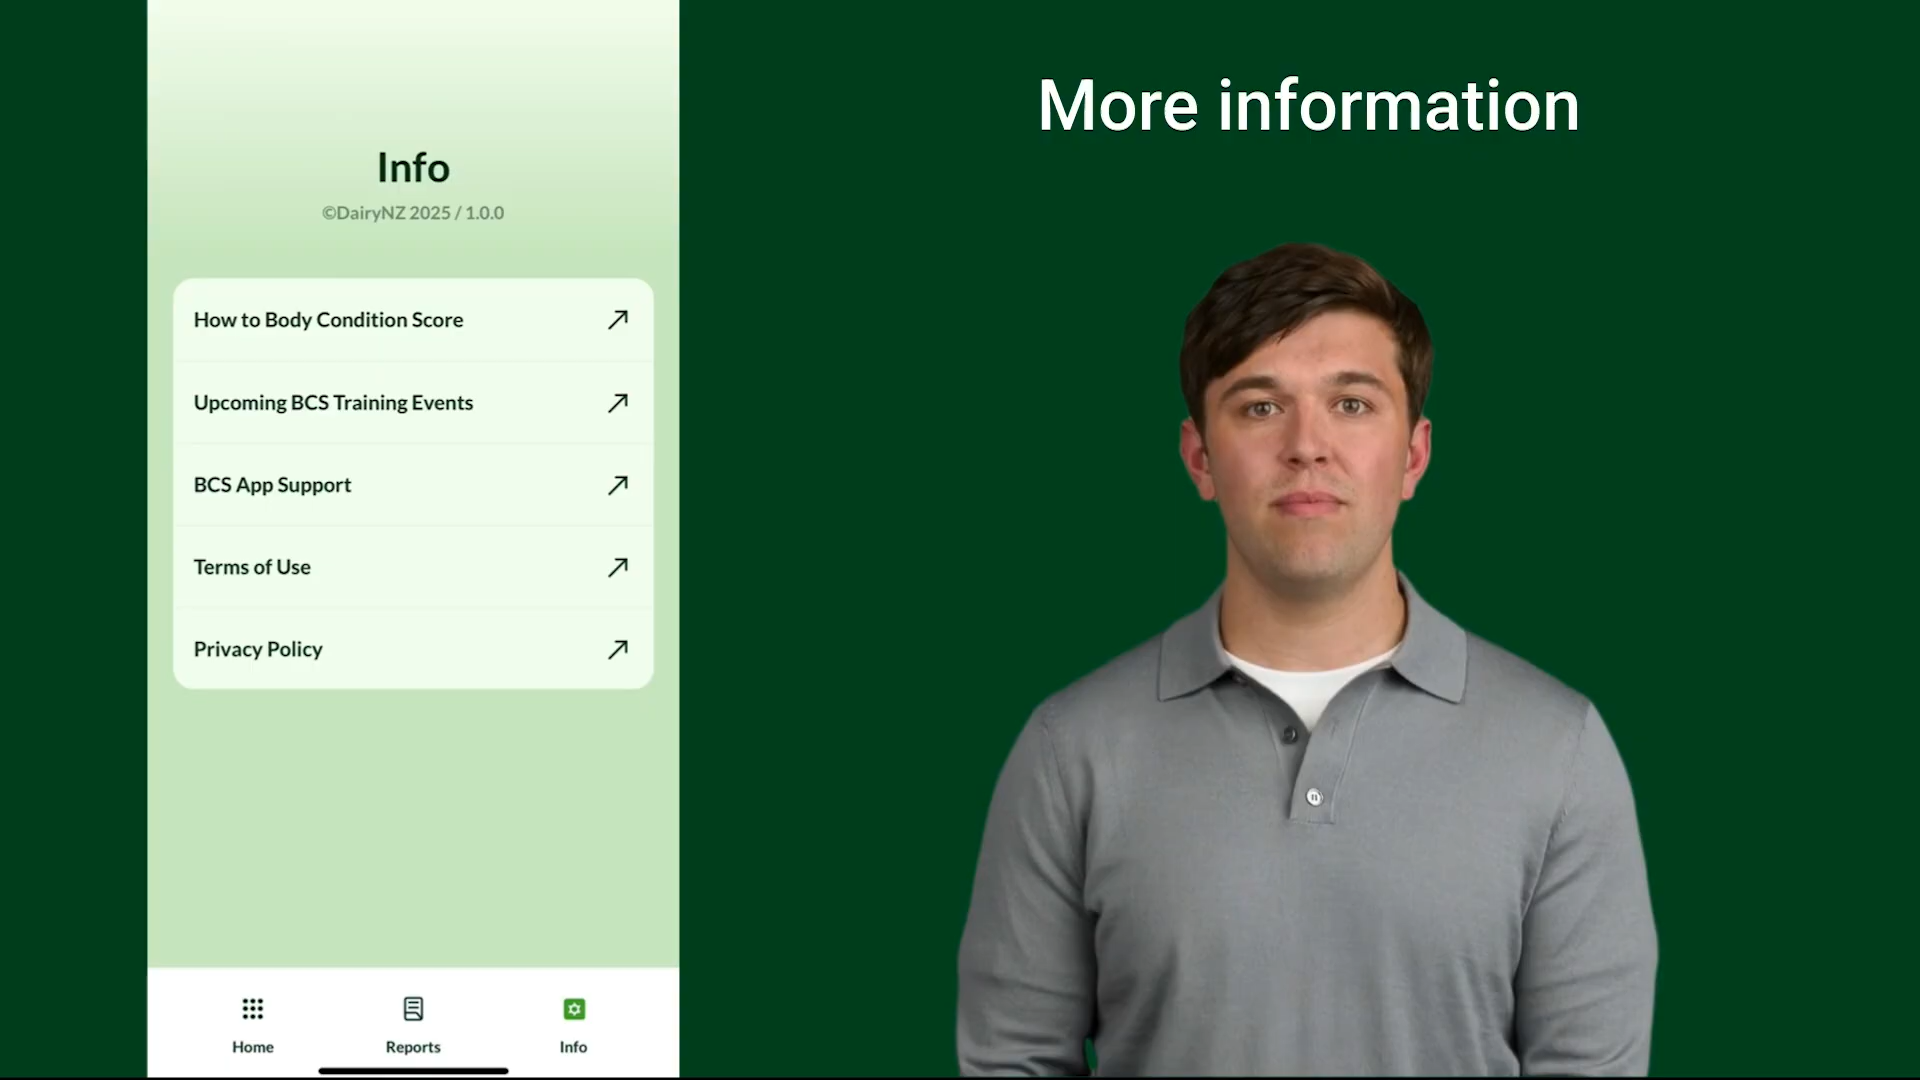 More information
Info
©DairyNZ 2025 / 1.0.0
How to Body Condition Score
Upcoming BCS Training Events
BCS App Support
Terms of Use
Privacy Policy
Home
Reports
Info